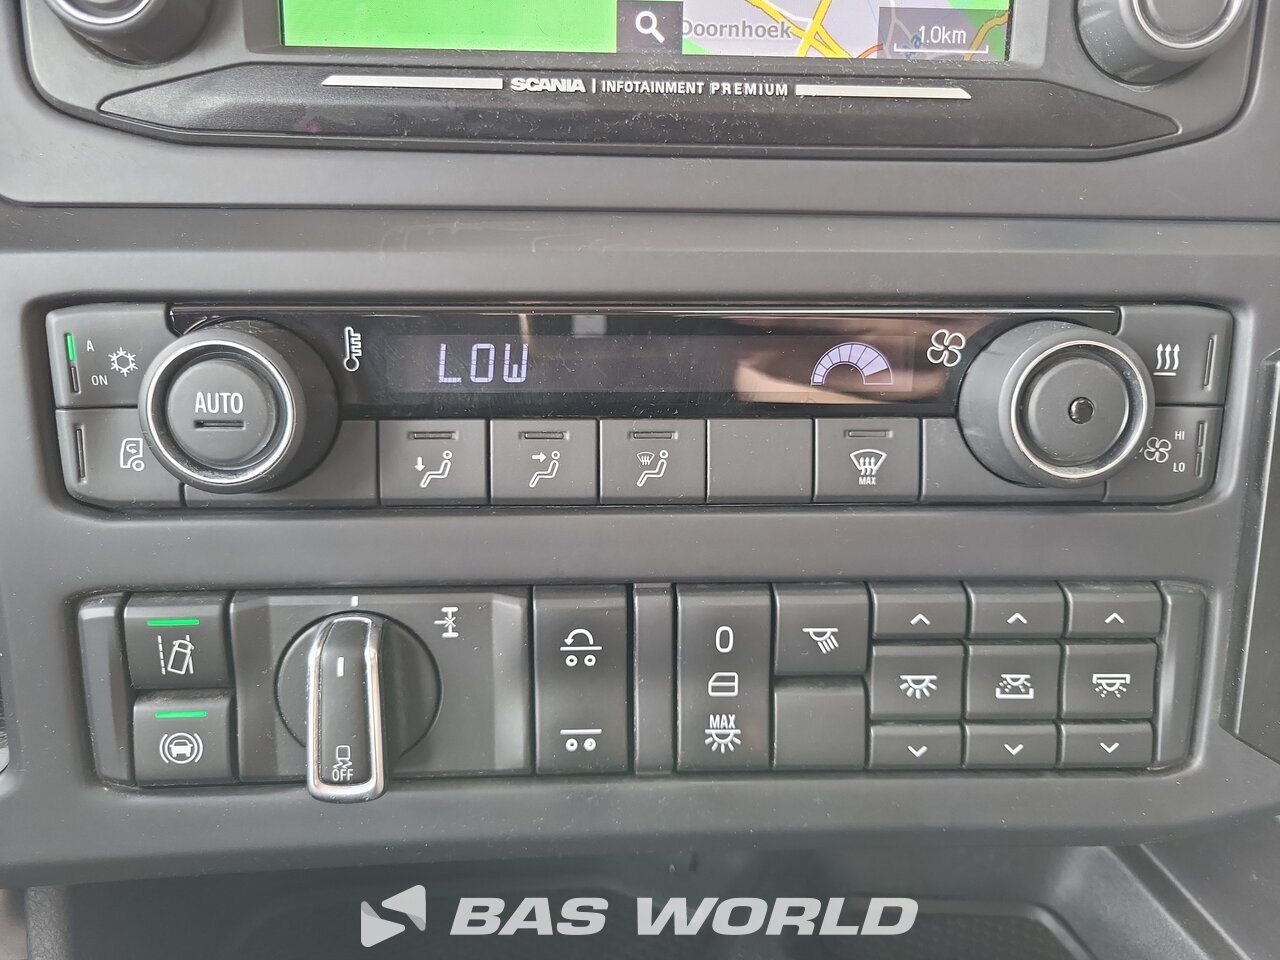 Doornhoek
1.0km
SCANIA | INFOTAINMENT PREMIUM
A
ON
AUTO
LOW
MAX
HI
LO
0
MAX
OFF
BAS WORLD